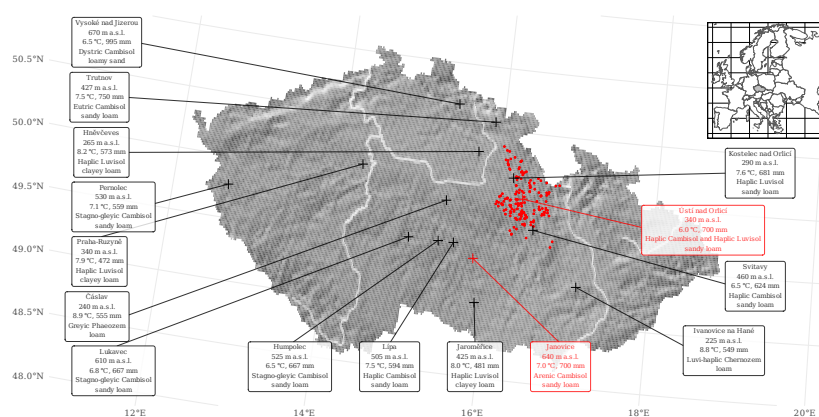 Vysoké nad Jizerou
670 m a.s.l.
6.5 °C, 995 mm
Dystric Cambisol
loamy sand
50.5°N
Trutnov
427 m a.s.l.
7.5 °C, 750 mm
Eutric Cambisol
sandy loam
50.0°N
Hněvčeves
265 m a.s.l.
8.2 °C, 573 mm
Haplic Luvisol
clayey loam
Kostelec nad Orlicí
290 m a.s.l.
7.6 °C, 681 mm
Haplic Luvisol
sandy loam
49.5°N
Pernolec
530 m a.s.l.
7.1 °C, 559 mm
Stagno-gleyic Cambisol
sandy loam
Ústí nad Orlicí
340 m a.s.l.
6.0 °C, 700 mm
Haplic Cambisol and Haplic Luvisol
sandy loam
49.0°N
Praha-Ruzyně
340 m a.s.l.
7.9 °C, 472 mm
Haplic Luvisol
clayey loam
Svitavy
460 m a.s.l.
6.5 °C, 624 mm
Haplic Cambisol
sandy loam
48.5°N
Čáslav
240 m a.s.l.
8.9 °C, 555 mm
Greyic Phaeozem
loam
Ivanovice na Hané
225 m a.s.l.
8.8 °C, 549 mm
Luvi-haplic Chernozem
loam
48.0°N
Lukavec
610 m a.s.l.
6.8 °C, 667 mm
Stagno-gleyic Cambisol
sandy loam
Humpolec
525 m a.s.l.
6.5 °C, 667 mm
Stagno-gleyic Cambisol
sandy loam
Lípa
505 m a.s.l.
7.5 °C, 594 mm
Haplic Cambisol
sandy loam
Jaroměřice
425 m a.s.l.
8.0 °C, 481 mm
Haplic Luvisol
clayey loam
Janovice
640 m a.s.l.
7.0 °C, 700 mm
Arenic Cambisol
sandy loam
12°E
14°E
16°E
18°E
20°E